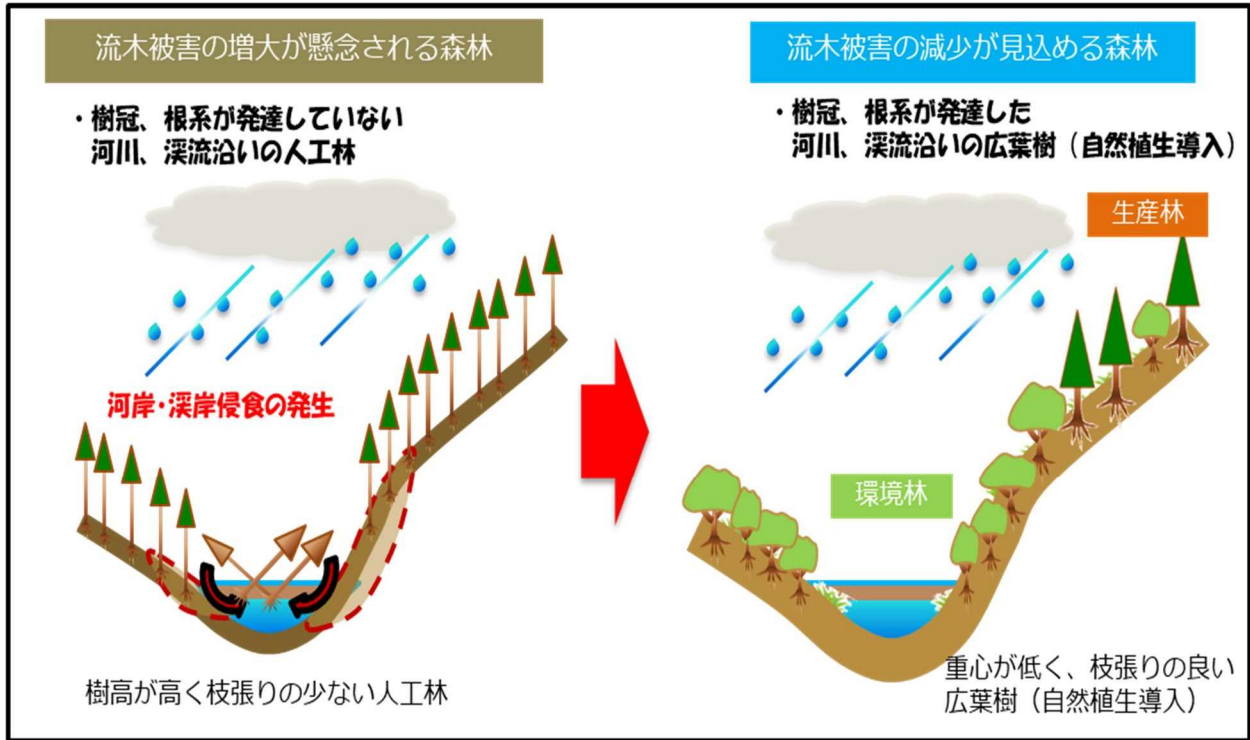 流木被害の増大が懸念される森林
・樹冠、根系が発達していない
河川、渓流沿いの人工林
河岸・渓岸侵食の発生
樹高が高く枝張りの少ない人工林
流木被害の減少が見込める森林
・樹冠、根系が発達した
河川、渓流沿いの広葉樹（自然植生導入）
生産林
環境林
重心が低く、枝張りの良い
広葉樹（自然植生導入）